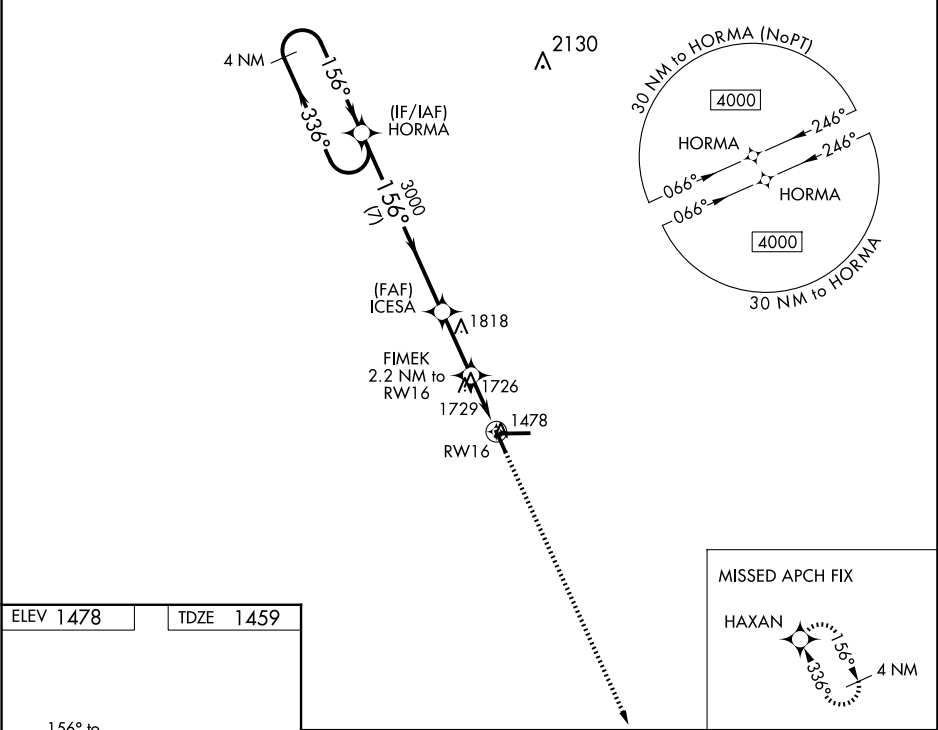 2130
4 NM
156°
336°
(IF/IAF)
HORMA
3000
156°
(7)
(FAF)
ICESA
1818
FIMEK
2.2 NM to
RW16
1726
1729
1478
RW16
30 NM to HORMA (NoPT)
4000
HORMA
246°
066°
246°
066°
HORMA
4000
30 NM to HORMA
MISSED APCH FIX
HAXAN
156°
336°
4 NM
ELEV 1478
TDZE 1459
156° to